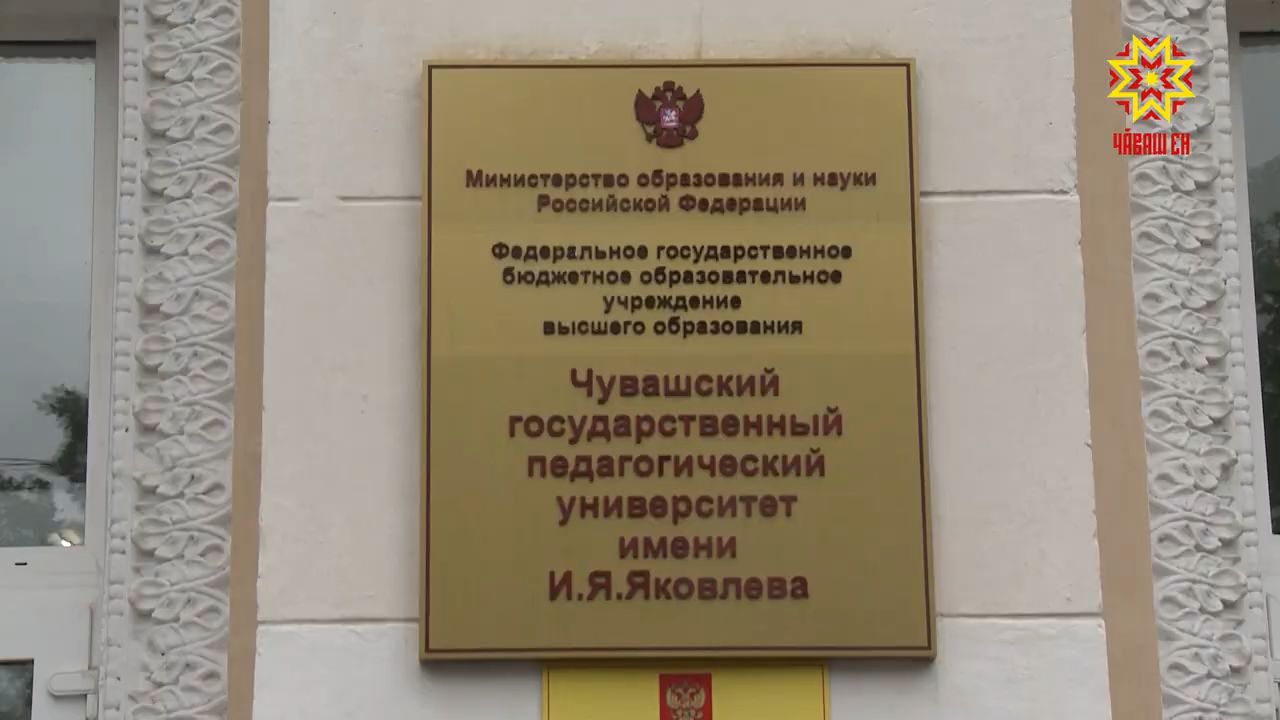 ЧӐВАШ ЕН
Министерство образования и науки
Российской Федерации
Федеральное государственное
бюджетное образовательное
учреждение
высшего образования
Чувашский
государственный
педагогический
университет
имени
И.Я.Яковлева